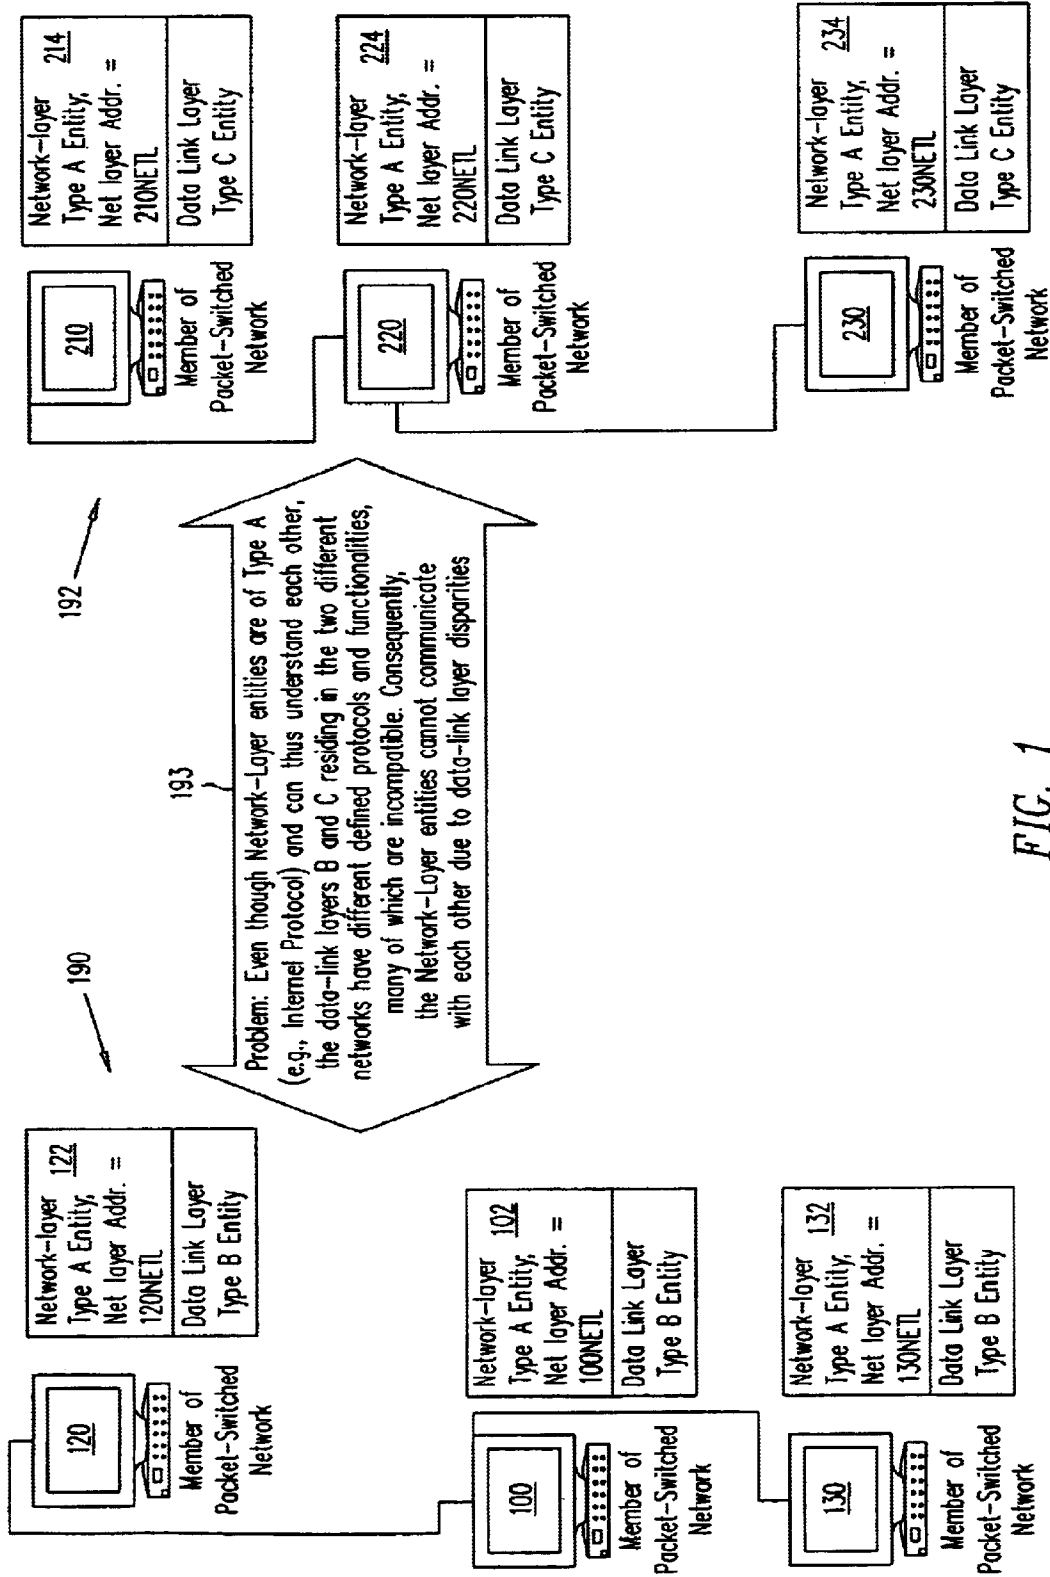 190
120
Member of
Packet-Switched
Network
Network-layer
Type A Entity, 122
Net layer Addr. =
120NETL
Data Link Layer
Type B Entity
100
Member of
Packet-Switched
Network
Network-layer
Type A Entity, 102
Net layer Addr. =
100NETL
Data Link Layer
Type B Entity
130
Member of
Packet-Switched
Network
Network-layer
Type A Entity, 132
Net layer Addr. =
130NETL
Data Link Layer
Type B Entity
193
Problem: Even though Network-Layer entities are of Type A
(e.g., Internet Protocol) and can thus understand each other,
the data-link layers B and C residing in the two different
networks have different defined protocols and functionalities,
many of which are incompatible. Consequently,
the Network-Layer entities cannot communicate
with each other due to data-link layer disparities
192
210
Member of
Packet-Switched
Network
Network-layer
Type A Entity, 214
Net layer Addr. =
210NETL
Data Link Layer
Type C Entity
220
Member of
Packet-Switched
Network
Network-layer
Type A Entity, 224
Net layer Addr. =
220NETL
Data Link Layer
Type C Entity
230
Member of
Packet-Switched
Network
Network-layer
Type A Entity, 234
Net layer Addr. =
230NETL
Data Link Layer
Type C Entity
FIG. 1